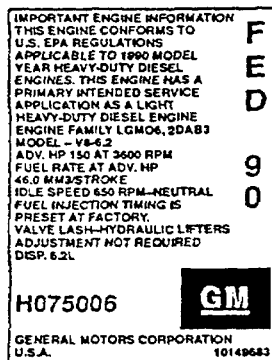 IMPORTANT ENGINE INFORMATION
THIS ENGINE CONFORMS TO
U.S. EPA REGULATIONS
APPLICABLE TO 1990 MODEL
YEAR HEAVY-DUTY DIESEL
ENGINES. THIS ENGINE HAS A
PRIMARY INTENDED SERVICE
APPLICATION AS A LIGHT
HEAVY-DUTY DIESEL ENGINE
ENGINE FAMILY LGM06,2DAB3
MODEL – V8-6.2
ADV. HP 150 AT 3600 RPM
FUEL RATE AT ADV. HP
46.0 MM3/STROKE
IDLE SPEED 650 RPM–NEUTRAL
FUEL INJECTION TIMING IS
PRESET AT FACTORY.
VALVE LASH–HYDRAULIC LIFTERS
ADJUSTMENT NOT REQUIRED
DISP. 6.2L
FED
90
H075006
GM
GENERAL MOTORS CORPORATION
U.S.A. 10149683